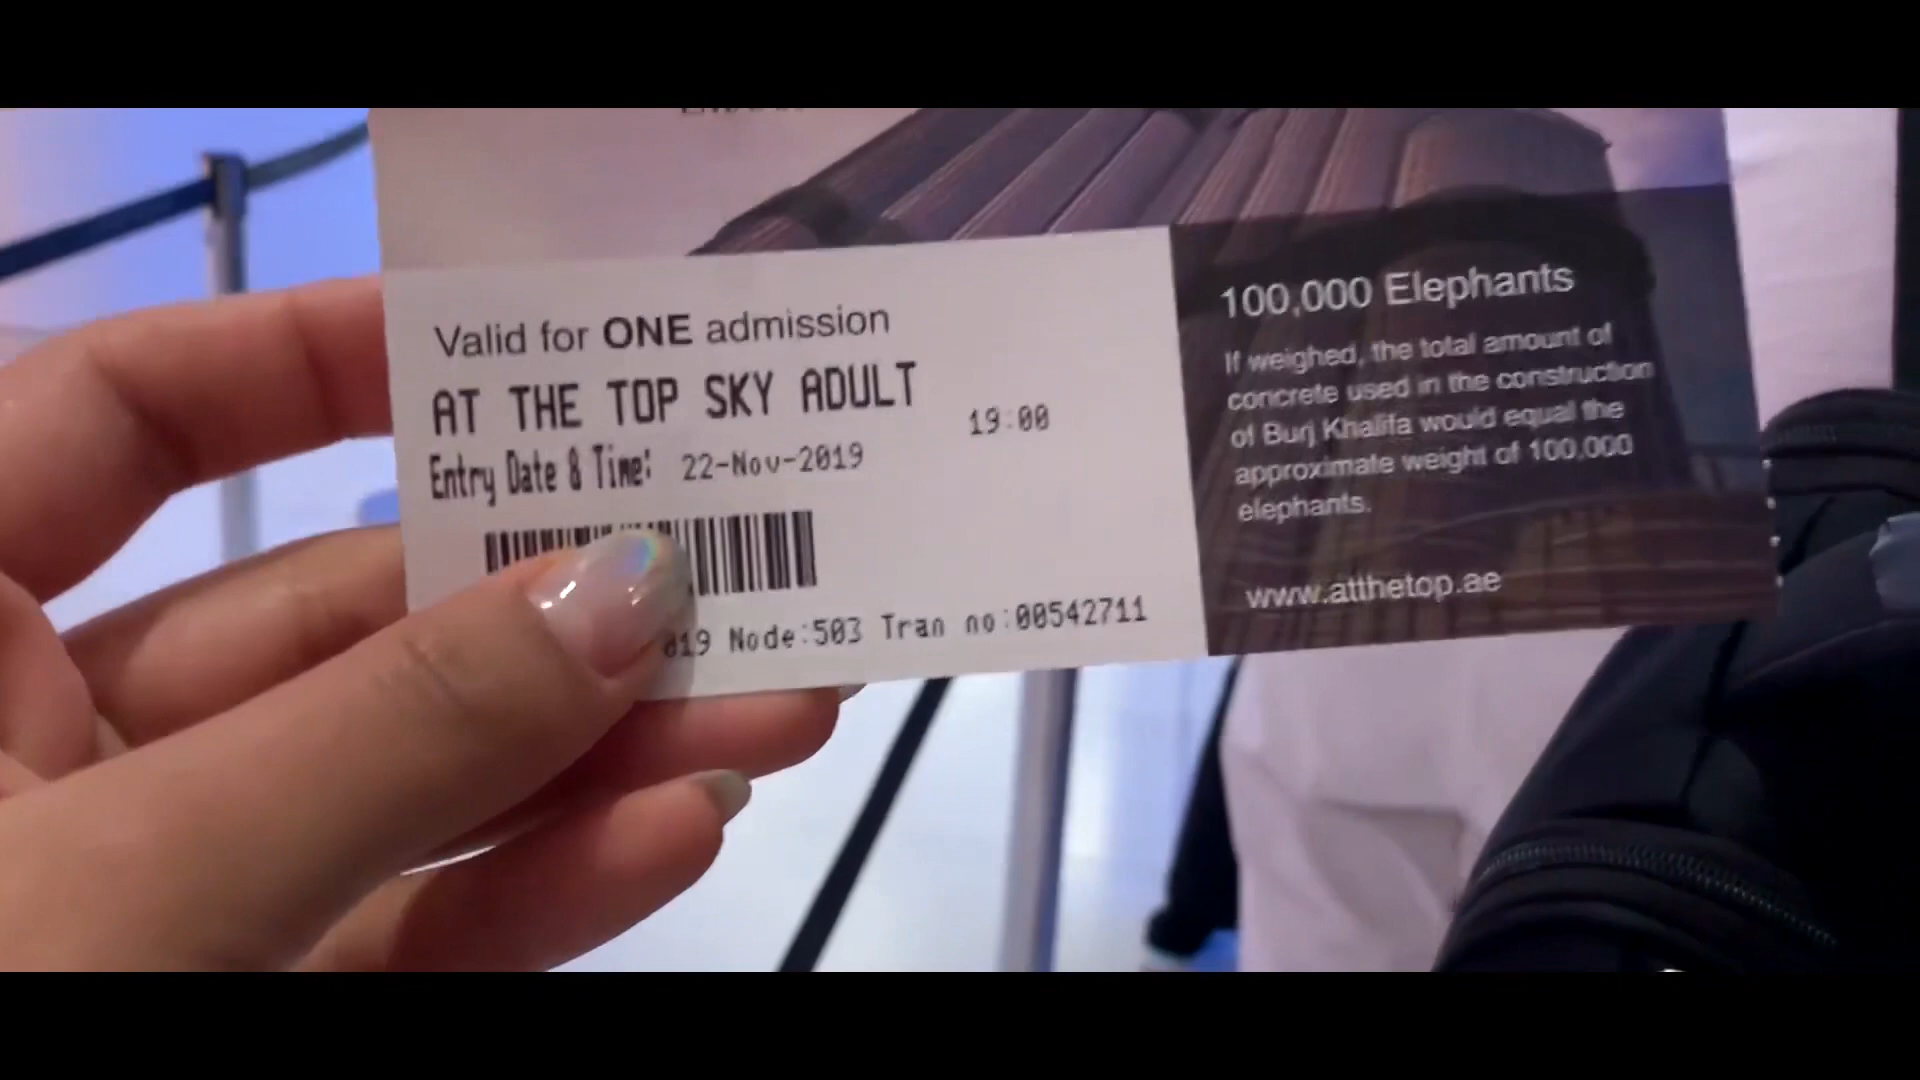 Valid for ONE admission
AT THE TOP SKY ADULT
Entry Date & Time: 22-Nov-2019 19:00
019 Node:503 Tran no:00542711
100,000 Elephants
If weighed, the total amount of
concrete used in the construction
of Burj Khalifa would equal the
approximate weight of 100,000
elephants.
www.atthetop.ae